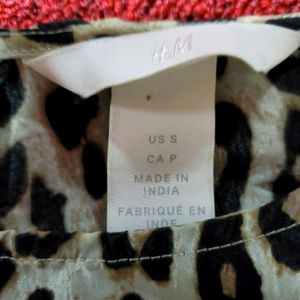 H&M
US S
CA P
MADE IN
INDIA
FABRIQUÉ EN
INDE